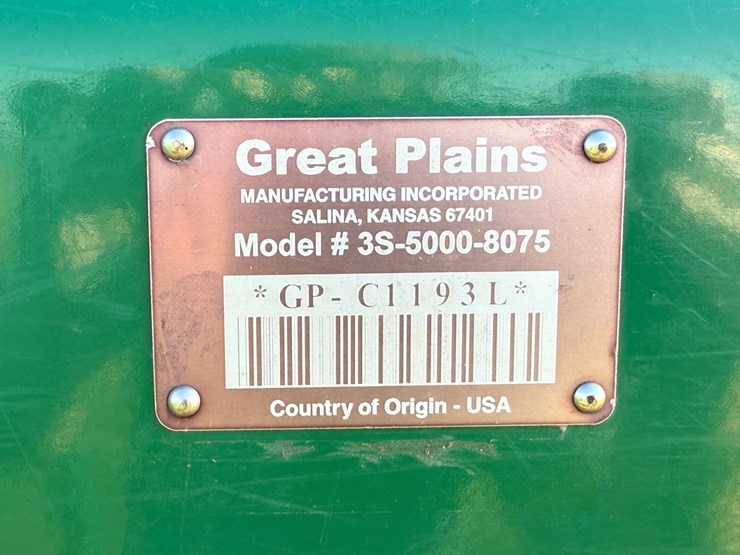 Great Plains
MANUFACTURING INCORPORATED
SALINA, KANSAS 67401
Model # 3S-5000-8075
*GP-C1193L*
Country of Origin - USA